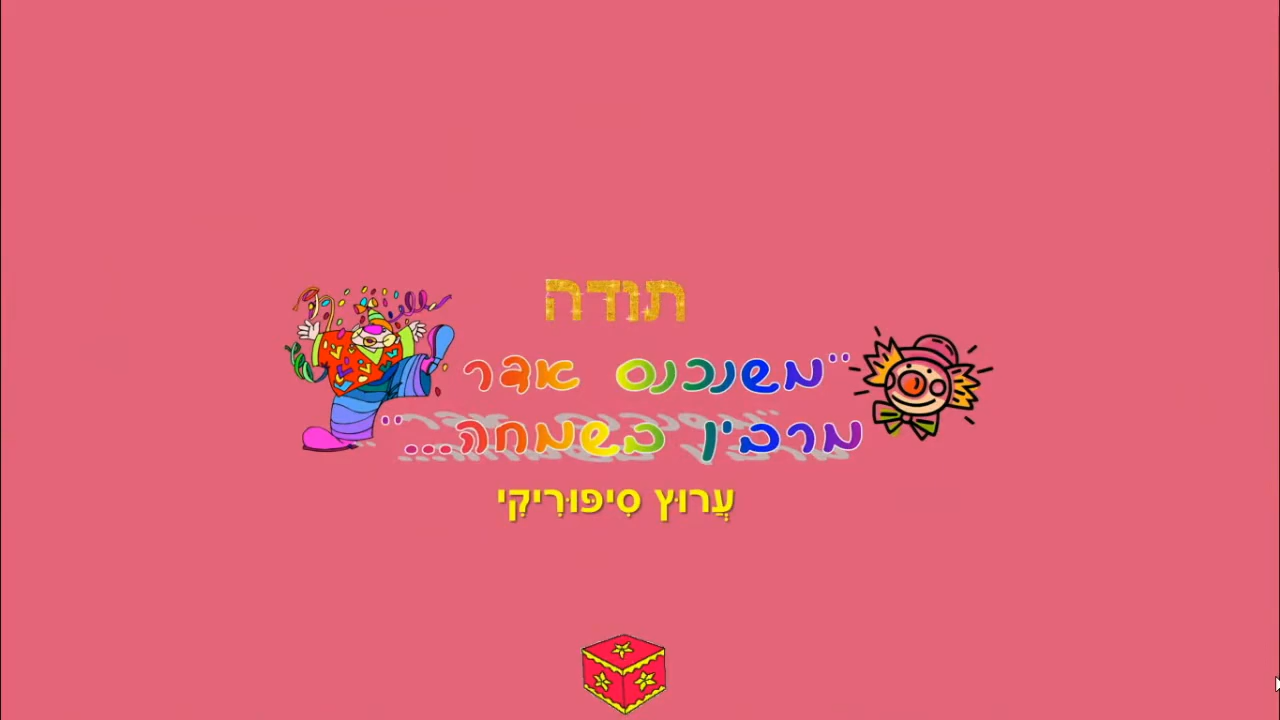 תודה
"משנכנס אדר
מרבין בשמחה..."
עֲרוּץ סִיפּוּרִיקִי